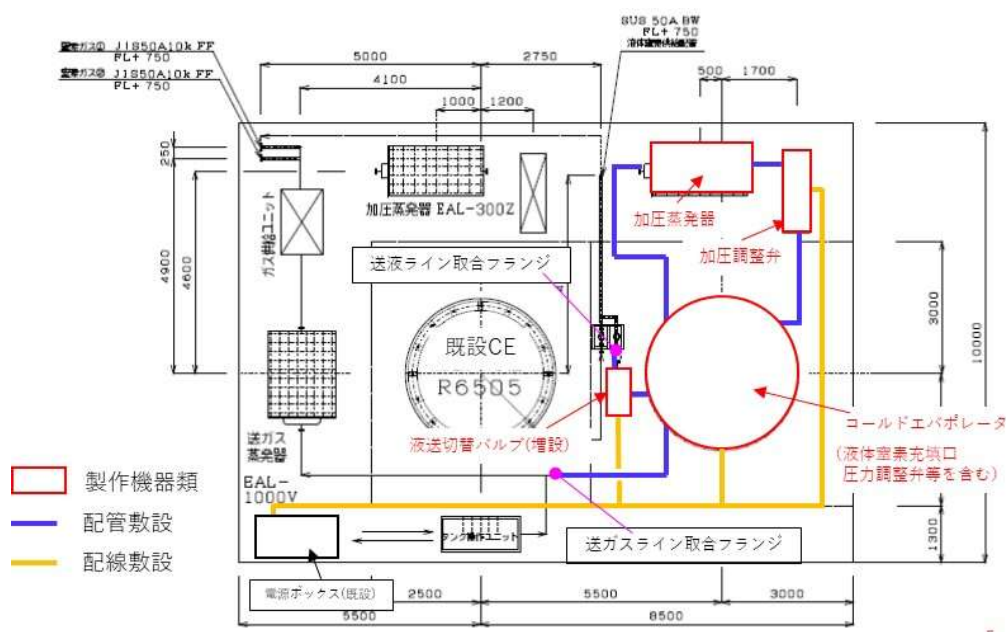 SUS 50A BW
FL+ 750
液体窒素供給配管
窒素ガス① JIS50A10k FF
FL+ 750
窒素ガス② JIS50A10k FF
FL+ 750
5000
2750
4100
500
1700
1000
1200
250
4900
4600
ガス供給ユニット
加圧蒸発器 EAL-300Z
加圧蒸発器
加圧調整弁
送液ライン取合フランジ
3000
10000
既設CE
R6505
液送切替バルブ(増設)
コールドエバポレータ
(液体窒素充填口
圧力調整弁等を含む)
送ガス
蒸発器
EAL-
1000V
製作機器類
配管敷設
配線敷設
タンク操作ユニット
送ガスライン取合フランジ
1300
電源ボックス(既設)
2500
5500
3000
5500
8500